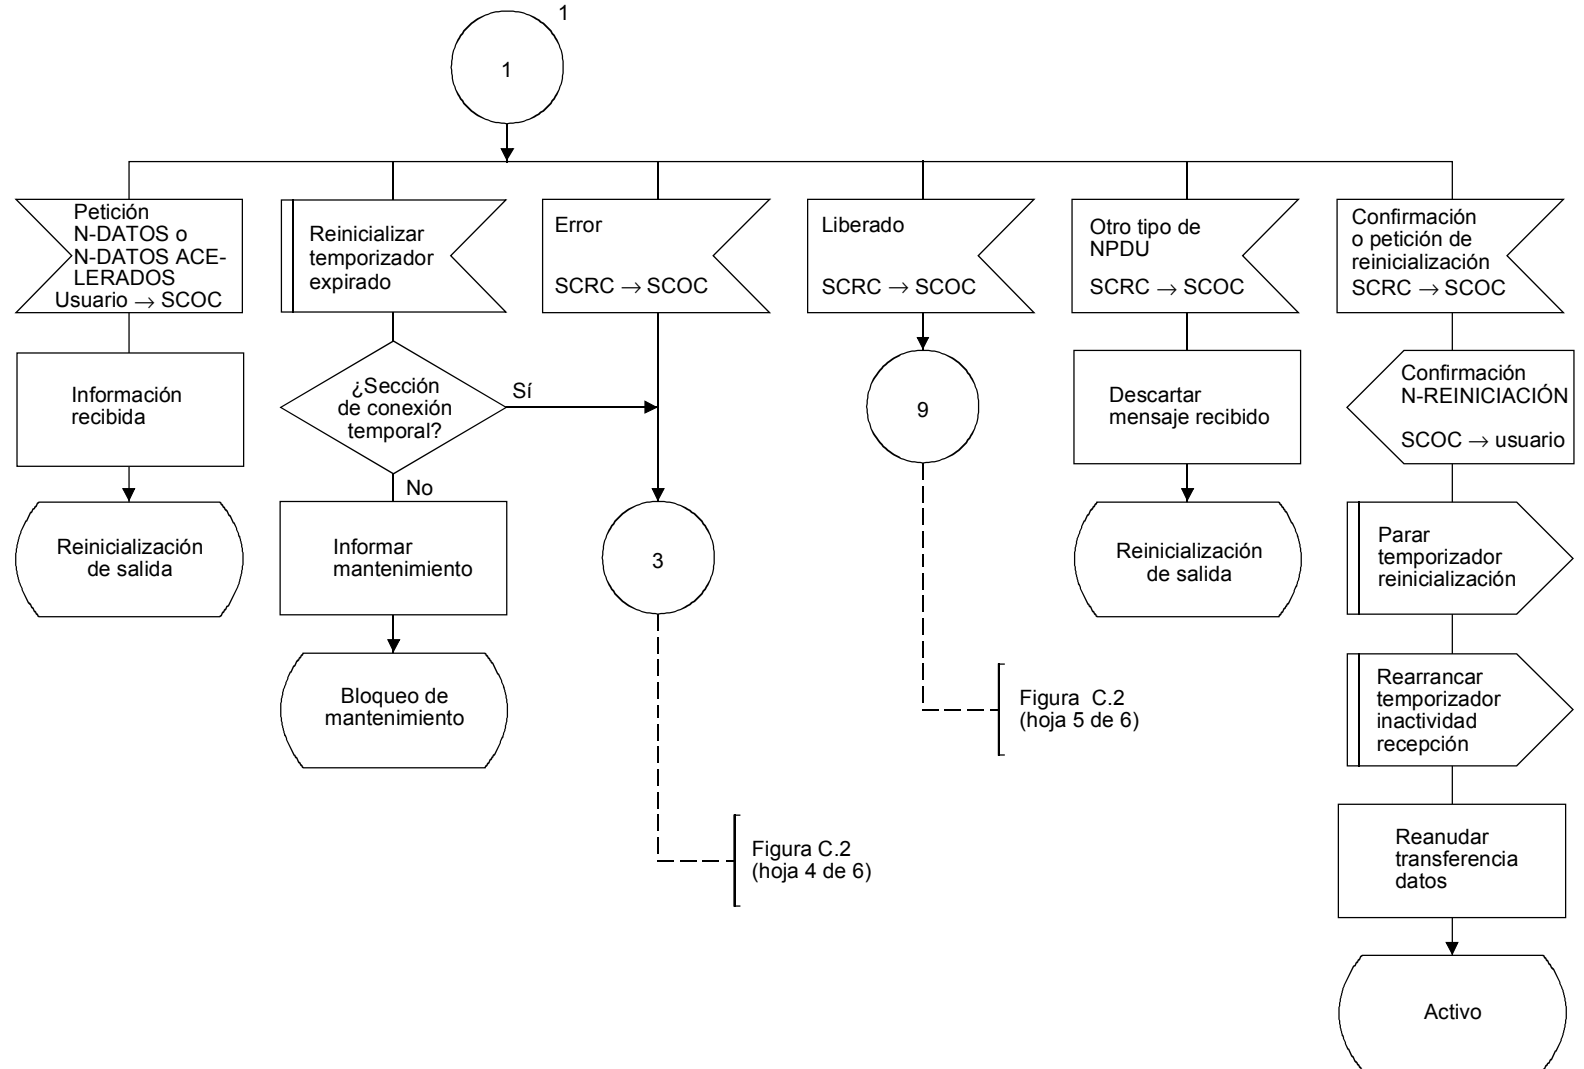 1
1
Petición
N-DATOS o
N-DATOS ACE-
LERADOS
Usuario → SCOC
Reinicializar
temporizador
expirado
Error
SCRC → SCOC
Liberado
SCRC → SCOC
Otro tipo de
NPDU
SCRC → SCOC
Confirmación
o petición de
reinicialización
SCRC → SCOC
Información
recibida
¿Sección
de conexión
temporal?
Sí
No
9
Descartar
mensaje recibido
Confirmación
N-REINICIACIÓN
SCOC → usuario
Reinicialización
de salida
Informar
mantenimiento
3
Reinicialización
de salida
Parar
temporizador
reinicialización
Bloqueo de
mantenimiento
Figura C.2
(hoja 5 de 6)
Rearrancar
temporizador
inactividad
recepción
Figura C.2
(hoja 4 de 6)
Reanudar
transferencia
datos
Activo